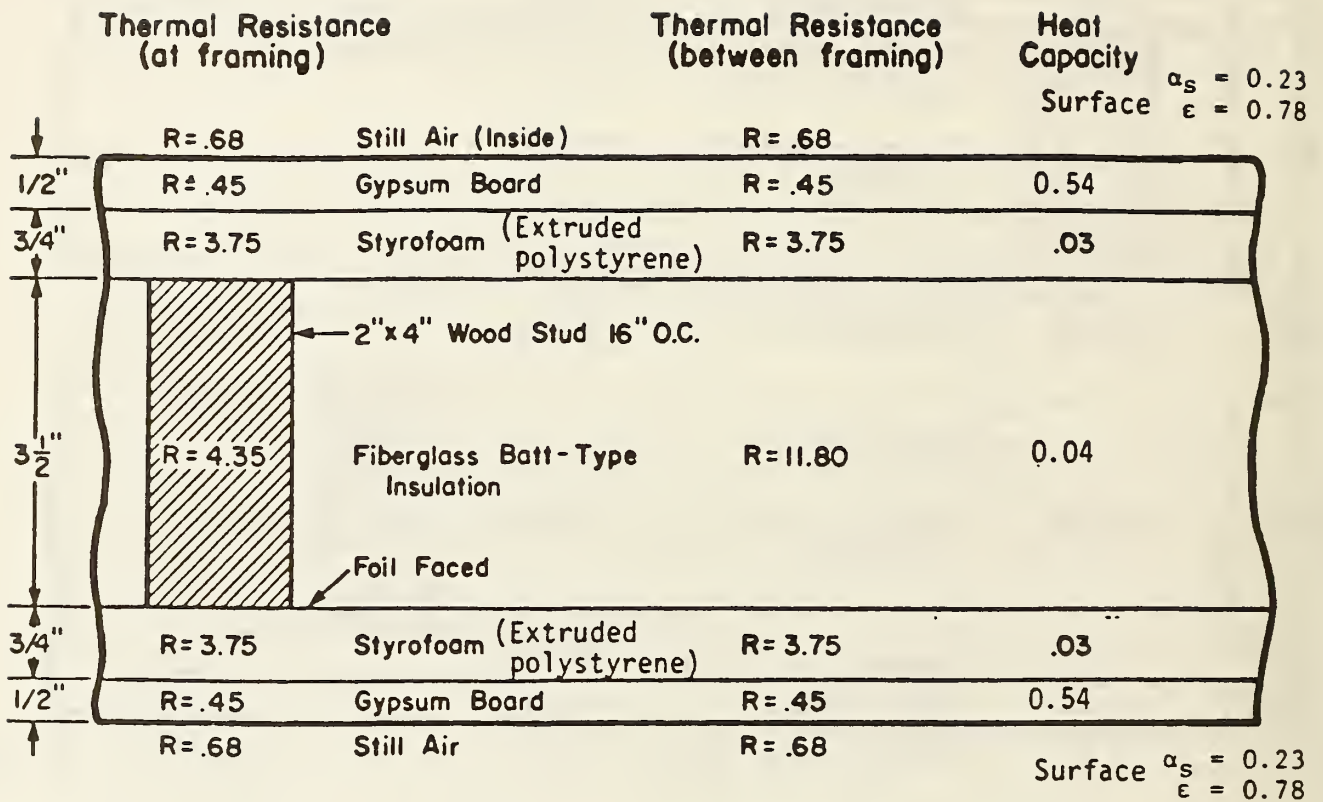 Thermal Resistance (at framing)
Thermal Resistance (between framing)
Heat Capacity
Surface αs = 0.23
ε = 0.78
R=.68 Still Air (Inside) R=.68
1/2" R=.45 Gypsum Board R=.45 0.54
3/4" R=3.75 Styrofoam (Extruded polystyrene) R=3.75 .03
2"x4" Wood Stud 16" O.C.
3 1/2" R=4.35 Fiberglass Batt-Type Insulation R=11.80 0.04
Foil Faced
3/4" R=3.75 Styrofoam (Extruded polystyrene) R=3.75 .03
1/2" R=.45 Gypsum Board R=.45 0.54
R=.68 Still Air R=.68
Surface αs = 0.23
ε = 0.78